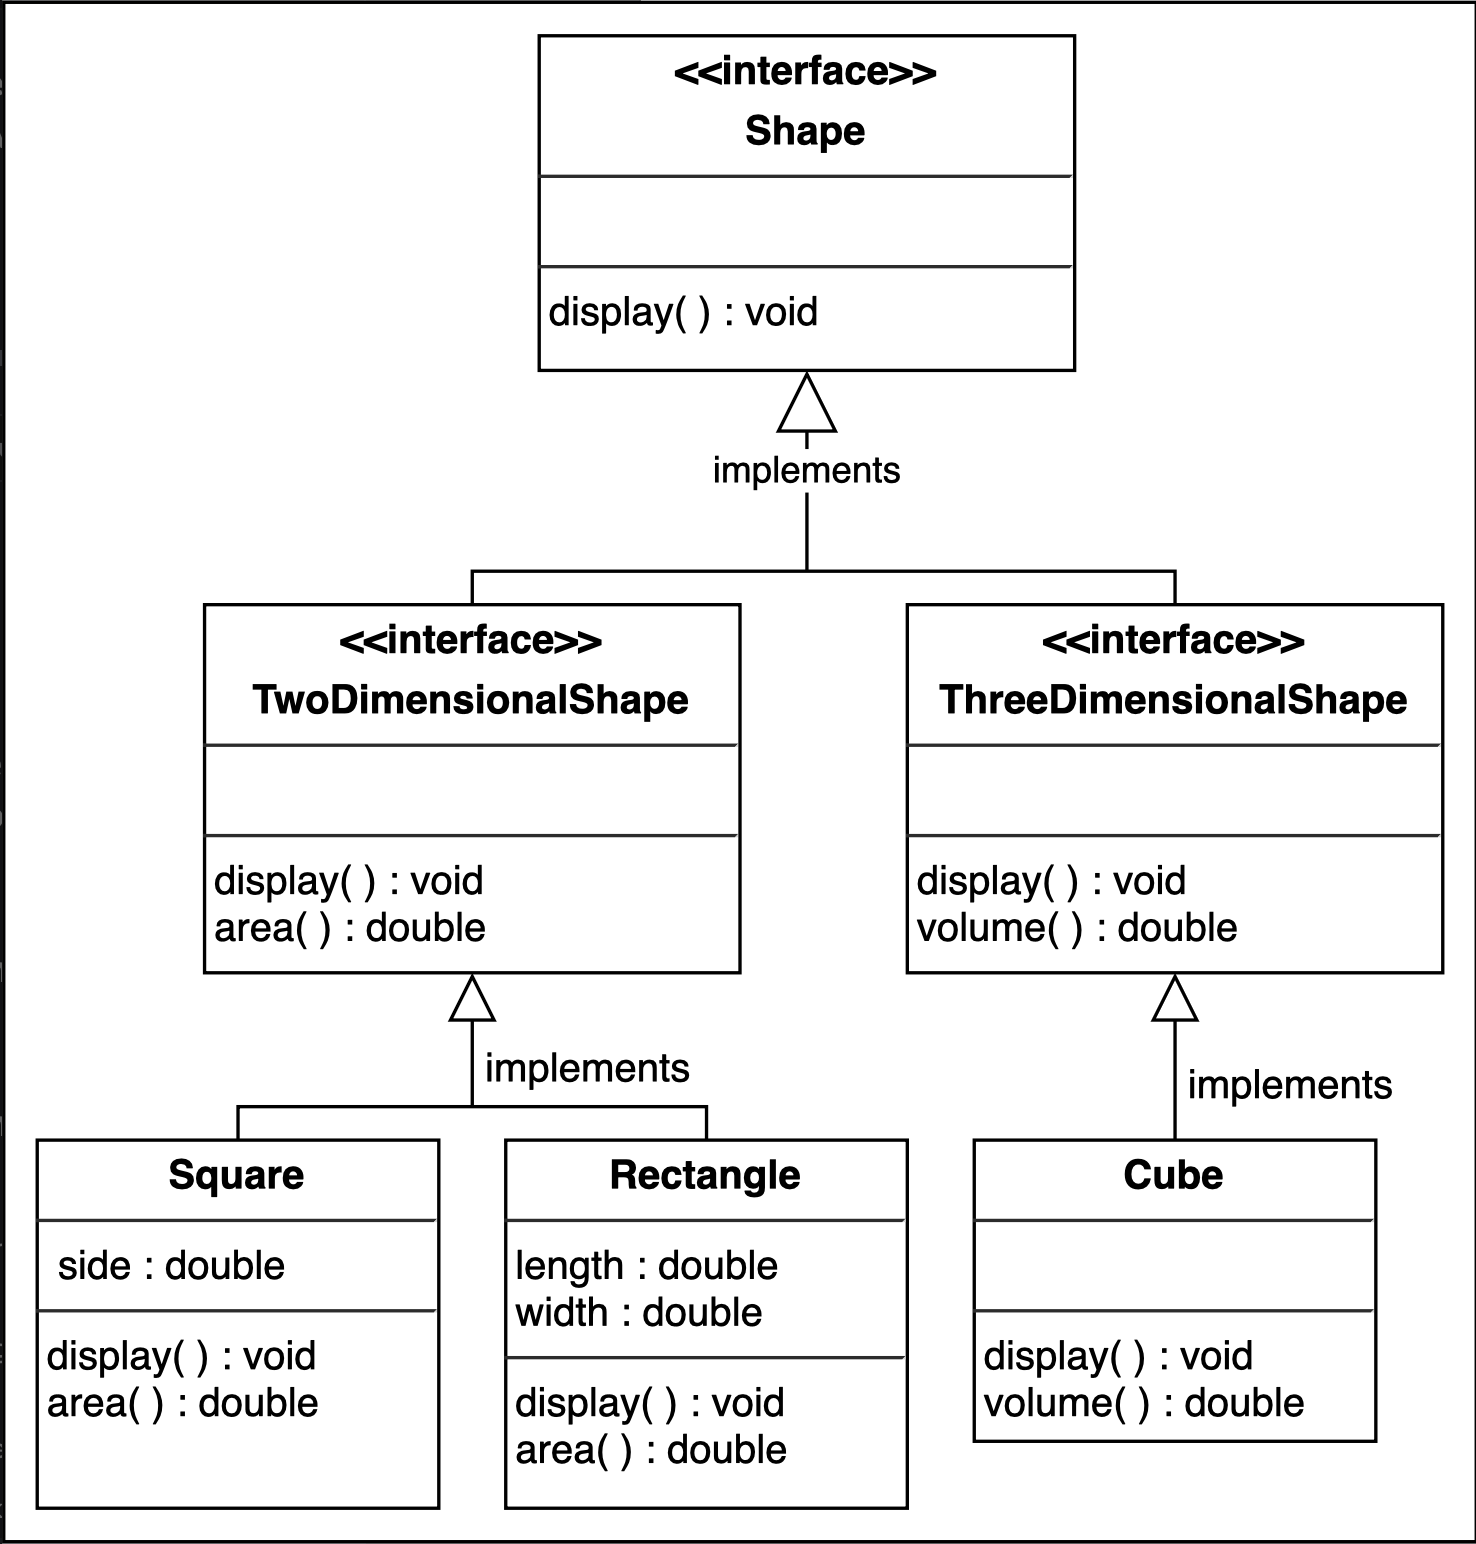 <<interface>>
Shape
display( ) : void
implements
<<interface>>
TwoDimensionalShape
display( ) : void
area( ) : double
<<interface>>
ThreeDimensionalShape
display( ) : void
volume( ) : double
implements
implements
Square
side : double
display( ) : void
area( ) : double
Rectangle
length : double
width : double
display( ) : void
area( ) : double
Cube
display( ) : void
volume( ) : double